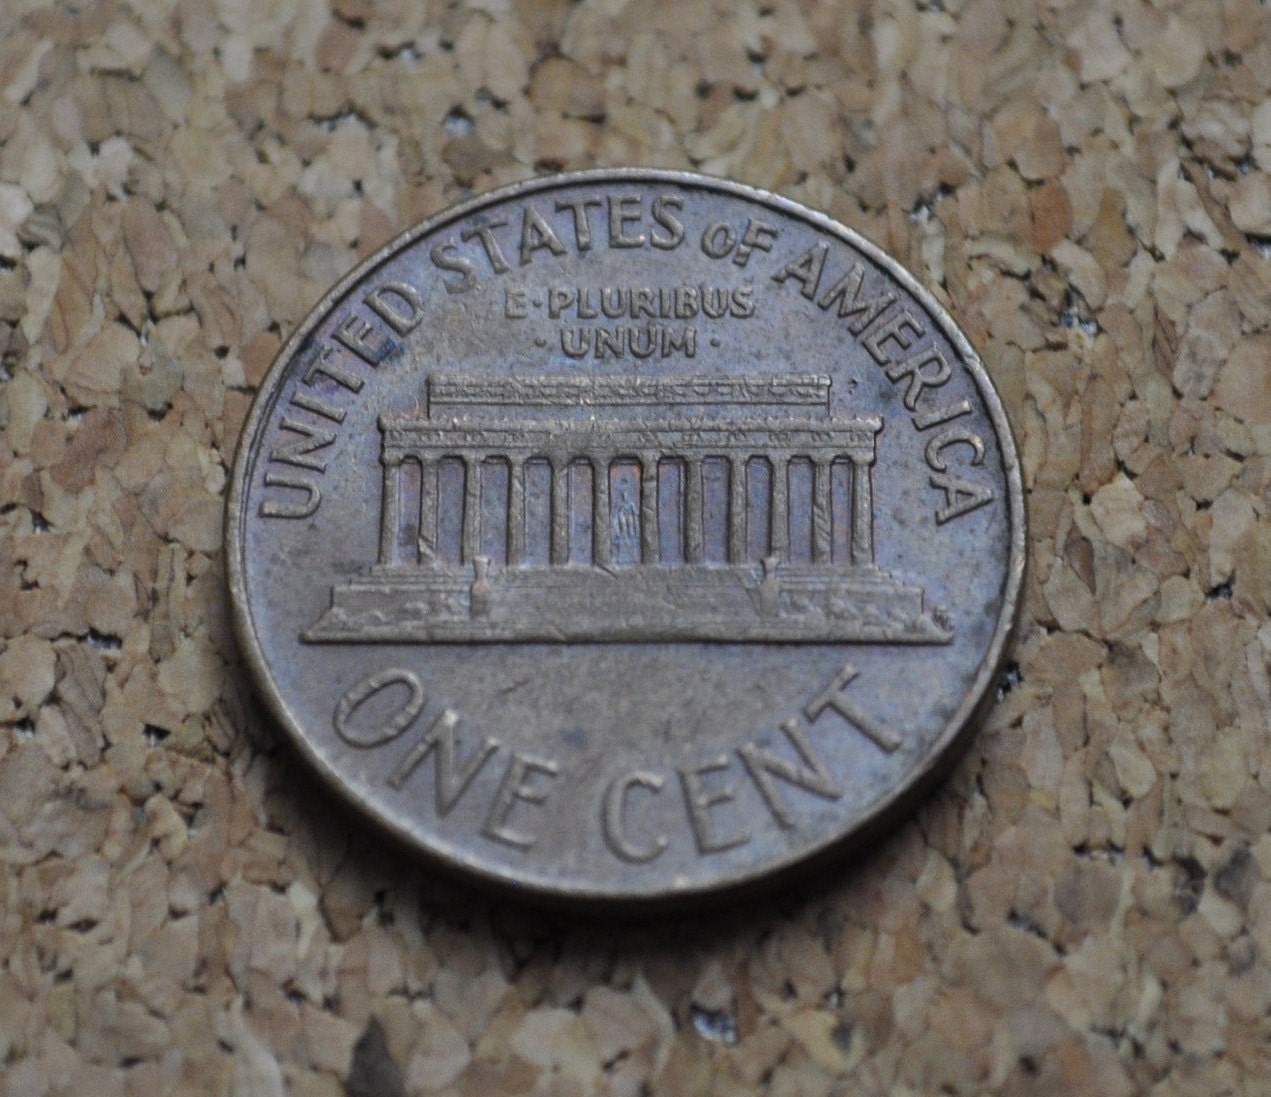 UNITED STATES OF AMERICA
E·PLURIBUS
·UNUM·
ONE CENT